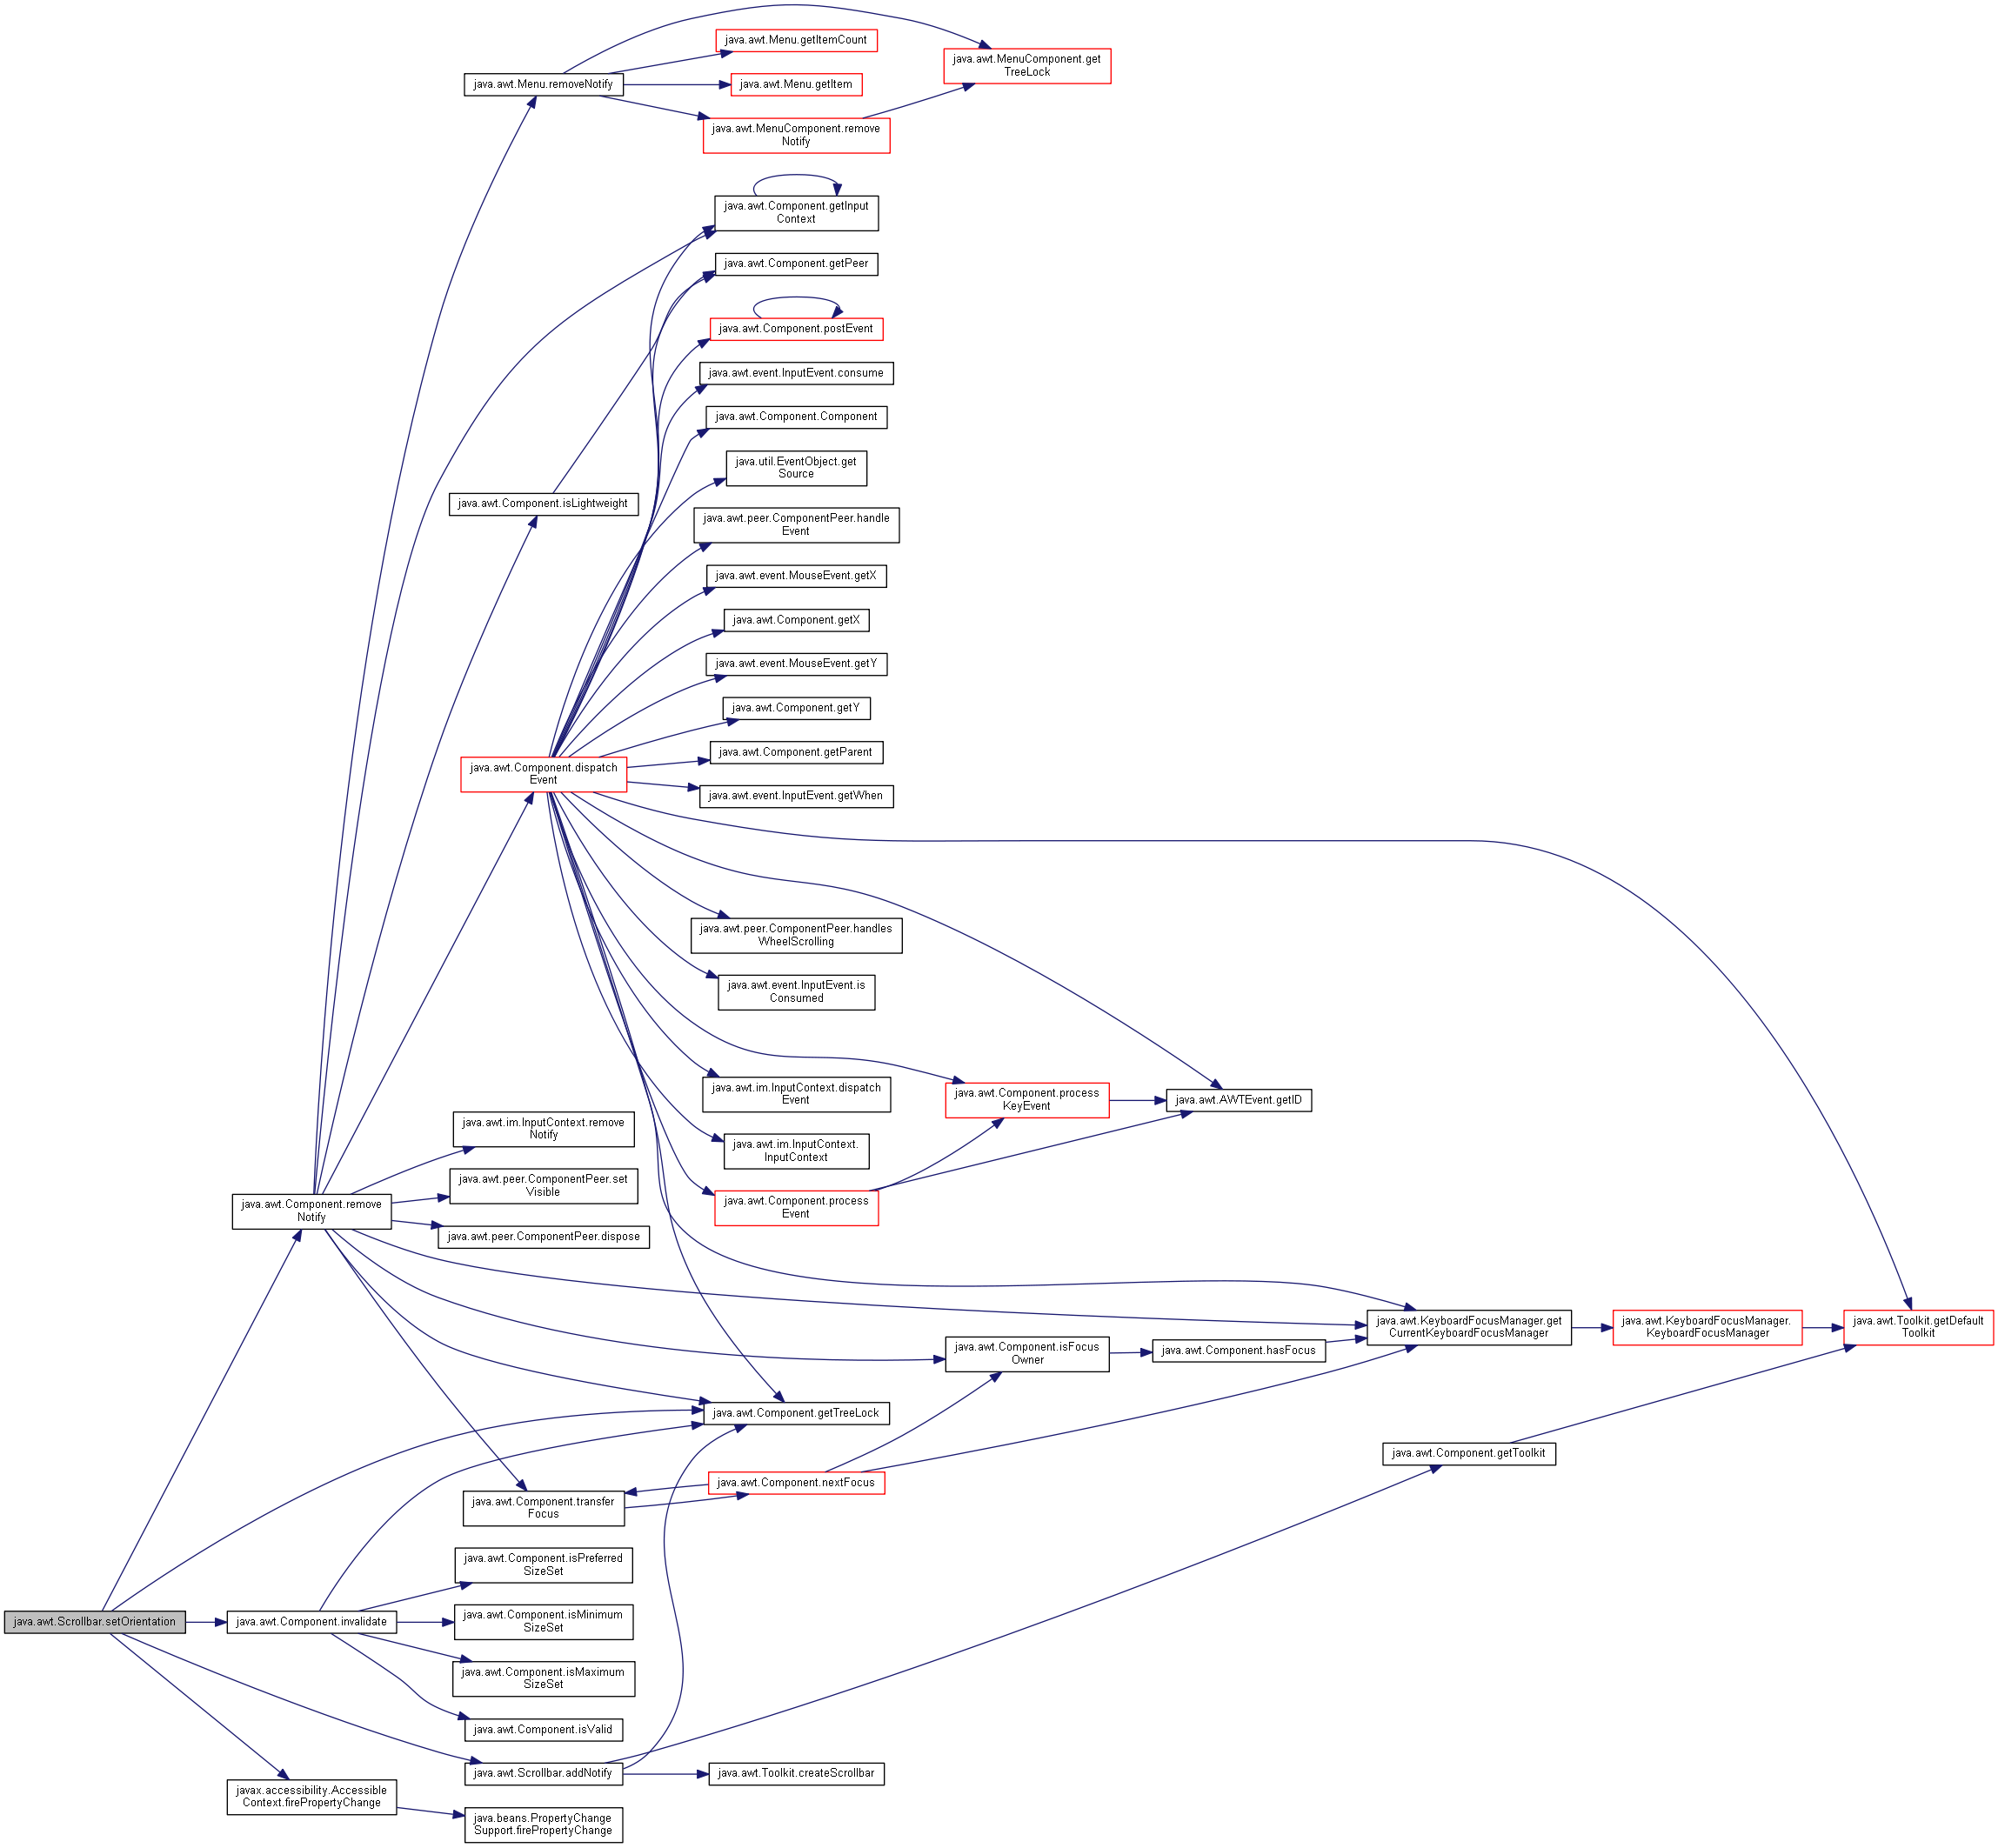 java.awt.Menu.getItemCount
java.awt.MenuComponent.get
TreeLock
java.awt.Menu.removeNotify
java.awt.Menu.getItem
java.awt.MenuComponent.remove
Notify
java.awt.Component.getInput
Context
java.awt.Component.getPeer
java.awt.Component.postEvent
java.awt.event.InputEvent.consume
java.awt.Component.Component
java.util.EventObject.get
Source
java.awt.Component.isLightweight
java.awt.peer.ComponentPeer.handle
Event
java.awt.event.MouseEvent.getX
java.awt.Component.getX
java.awt.event.MouseEvent.getY
java.awt.Component.getY
java.awt.Component.getParent
java.awt.Component.dispatch
Event
java.awt.event.InputEvent.getWhen
java.awt.peer.ComponentPeer.handles
WheelScrolling
java.awt.event.InputEvent.is
Consumed
java.awt.im.InputContext.dispatch
Event
java.awt.Component.process
KeyEvent
java.awt.AWTEvent.getID
java.awt.im.InputContext.remove
Notify
java.awt.im.InputContext.
InputContext
java.awt.peer.ComponentPeer.set
Visible
java.awt.Component.remove
Notify
java.awt.Component.process
Event
java.awt.peer.ComponentPeer.dispose
java.awt.KeyboardFocusManager.get
CurrentKeyboardFocusManager
java.awt.KeyboardFocusManager.
KeyboardFocusManager
java.awt.Toolkit.getDefault
Toolkit
java.awt.Component.isFocus
Owner
java.awt.Component.hasFocus
java.awt.Component.getTreeLock
java.awt.Component.getToolkit
java.awt.Component.nextFocus
java.awt.Component.transfer
Focus
java.awt.Component.isPreferred
SizeSet
java.awt.Scrollbar.setOrientation
java.awt.Component.invalidate
java.awt.Component.isMinimum
SizeSet
java.awt.Component.isMaximum
SizeSet
java.awt.Component.isValid
java.awt.Scrollbar.addNotify
java.awt.Toolkit.createScrollbar
javax.accessibility.Accessible
Context.firePropertyChange
java.beans.PropertyChange
Support.firePropertyChange